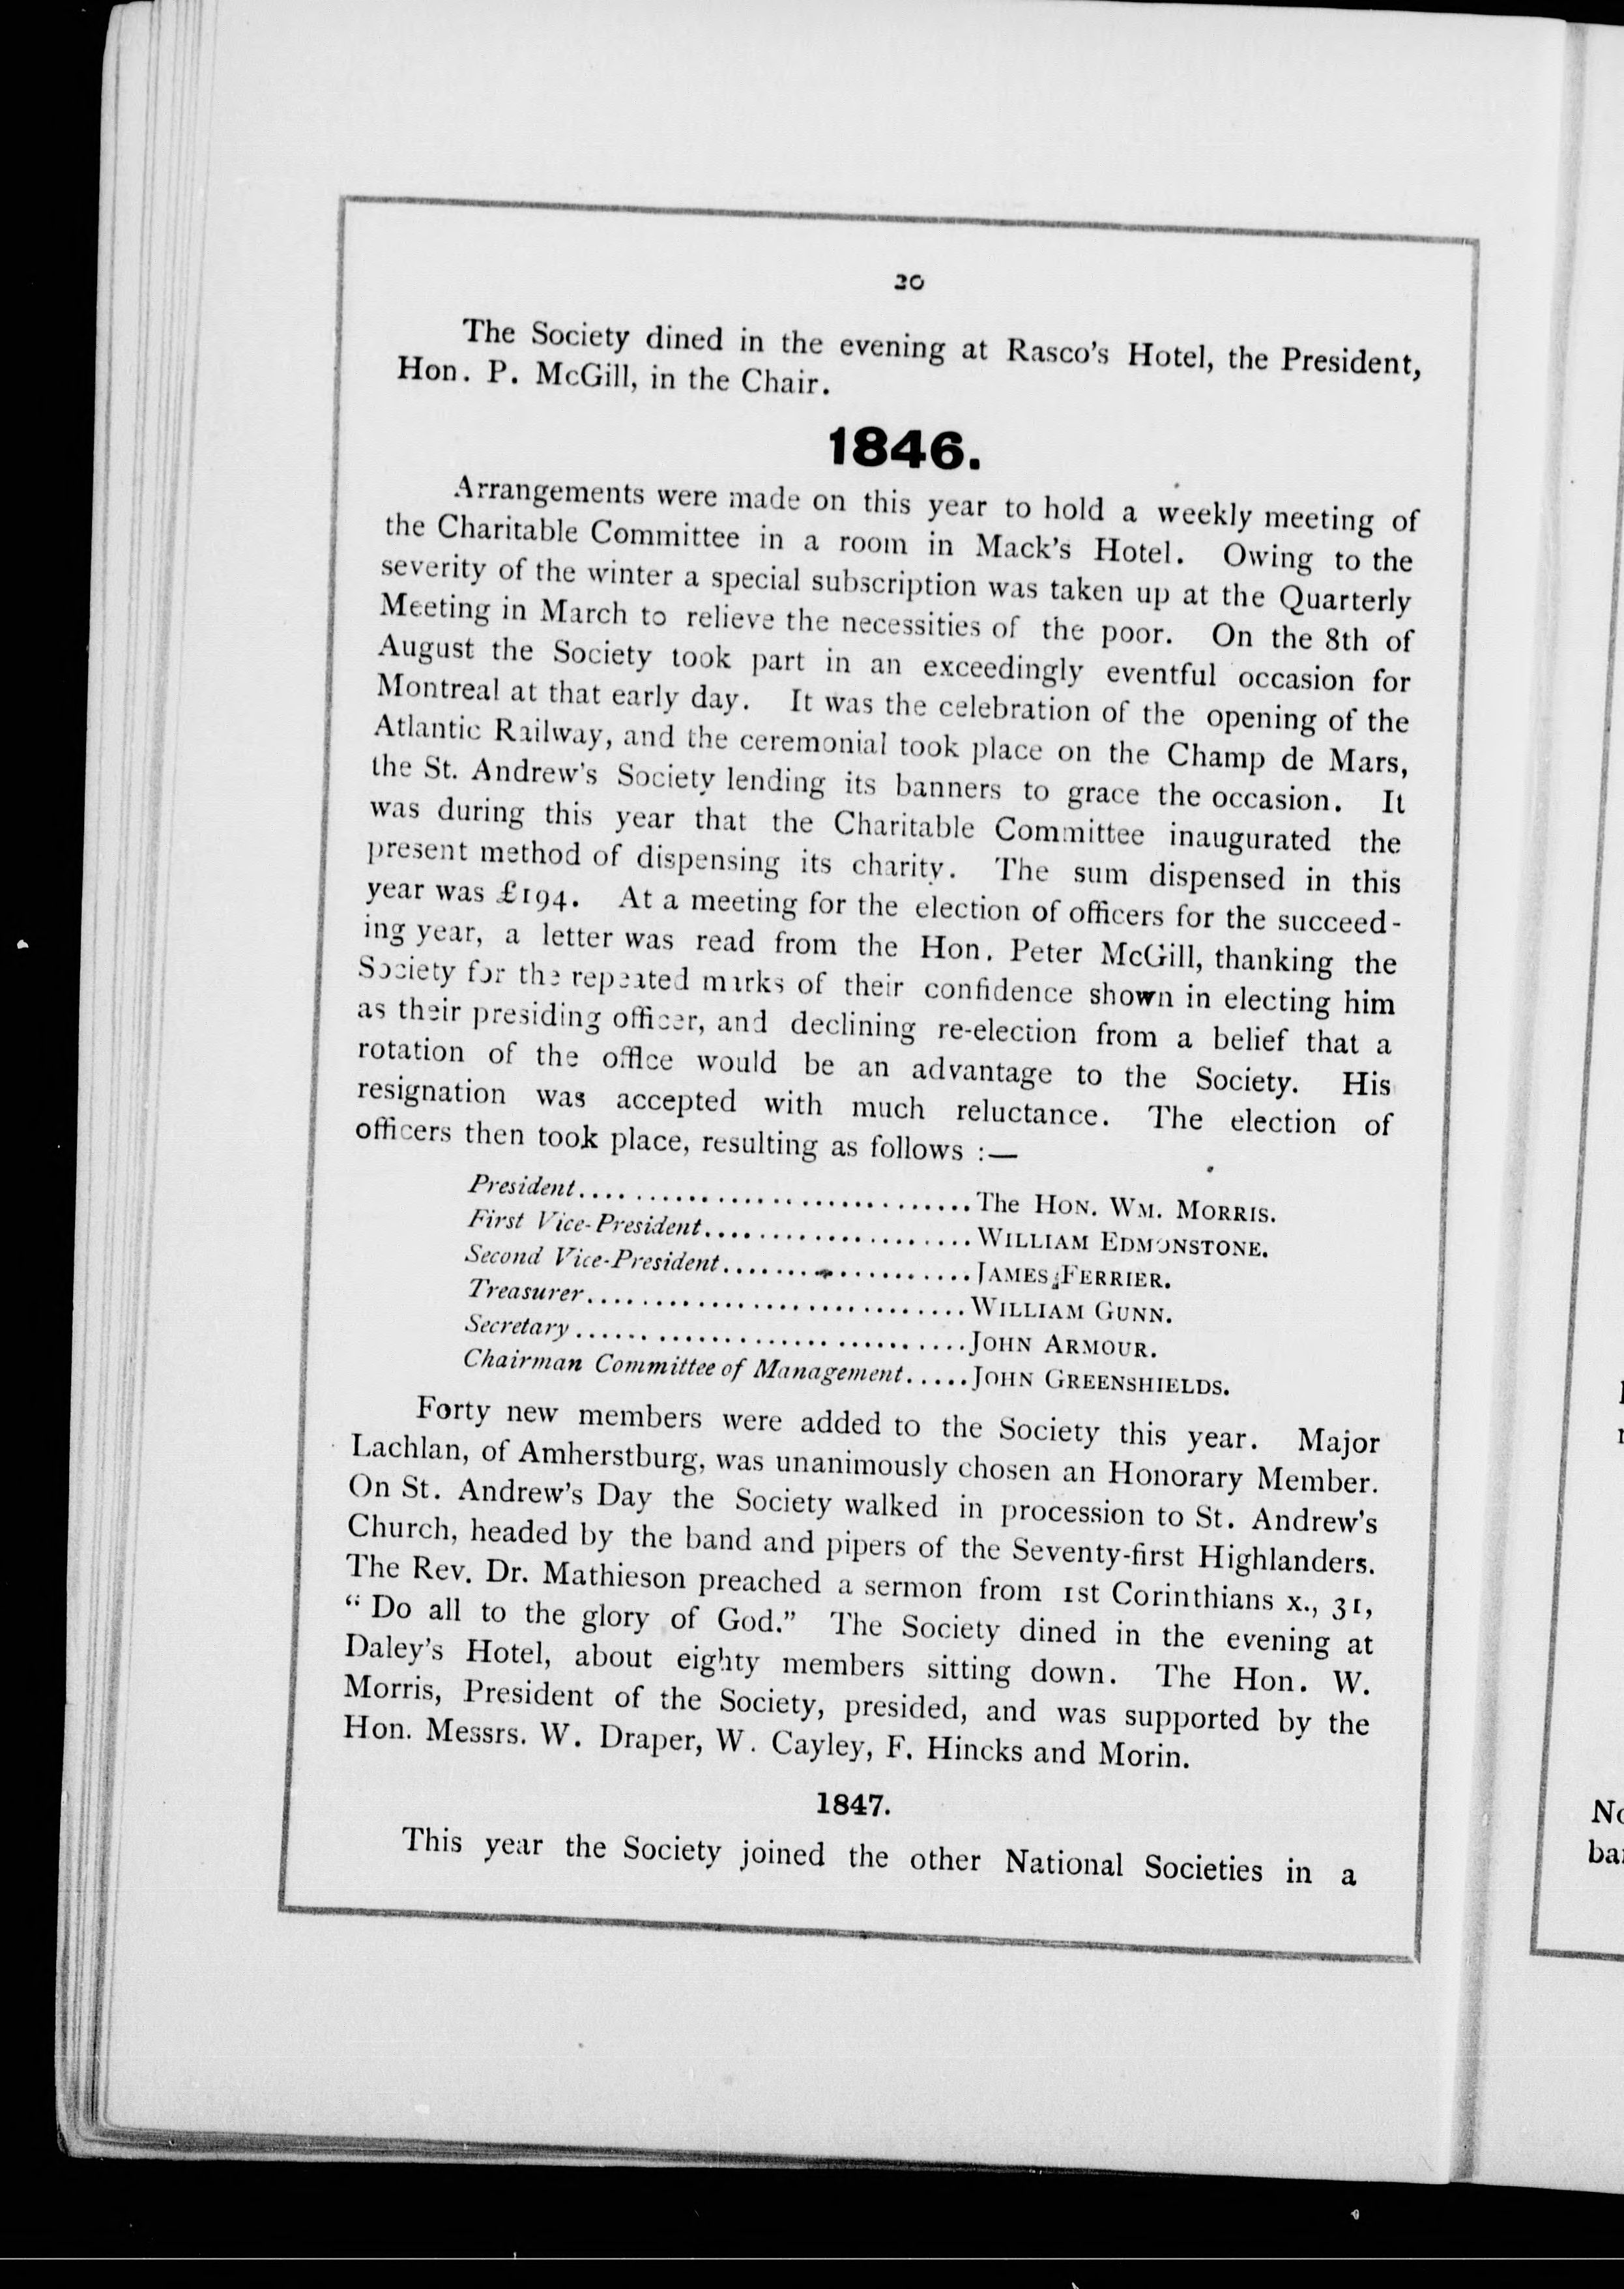 20
The Society dined in the evening at Rasco's Hotel, the President,
Hon. P. McGill, in the Chair.
1846.
Arrangements were made on this year to hold a weekly meeting of
the Charitable Committee in a room in Mack's Hotel. Owing to the
severity of the winter a special subscription was taken up at the Quarterly
Meeting in March to relieve the necessities of the poor. On the 8th of
August the Society took part in an exceedingly eventful occasion for
Montreal at that early day. It was the celebration of the opening of the
Atlantic Railway, and the ceremonial took place on the Champ de Mars,
the St. Andrew's Society lending its banners to grace the occasion. It
was during this year that the Charitable Committee inaugurated the
present method of dispensing its charity. The sum dispensed in this
year was £194. At a meeting for the election of officers for the succeed-
ing year, a letter was read from the Hon. Peter McGill, thanking the
Society for the repeated marks of their confidence shown in electing him
as their presiding officer, and declining re-election from a belief that a
rotation of the office would be an advantage to the Society. His
resignation was accepted with much reluctance. The election of
officers then took place, resulting as follows :—
President..............................The HON. WM. MORRIS.
First Vice-President....................WILLIAM EDMONSTONE.
Second Vice-President..................JAMES FERRIER.
Treasurer............................WILLIAM GUNN.
Secretary.............................JOHN ARMOUR.
Chairman Committee of Management.....JOHN GREENSHIELDS.
Forty new members were added to the Society this year. Major
Lachlan, of Amherstburg, was unanimously chosen an Honorary Member.
On St. Andrew's Day the Society walked in procession to St. Andrew's
Church, headed by the band and pipers of the Seventy-first Highlanders.
The Rev. Dr. Mathieson preached a sermon from 1st Corinthians x., 31,
" Do all to the glory of God." The Society dined in the evening at
Daley's Hotel, about eighty members sitting down. The Hon. W.
Morris, President of the Society, presided, and was supported by the
Hon. Messrs. W. Draper, W. Cayley, F. Hincks and Morin.
1847.
This year the Society joined the other National Societies in a